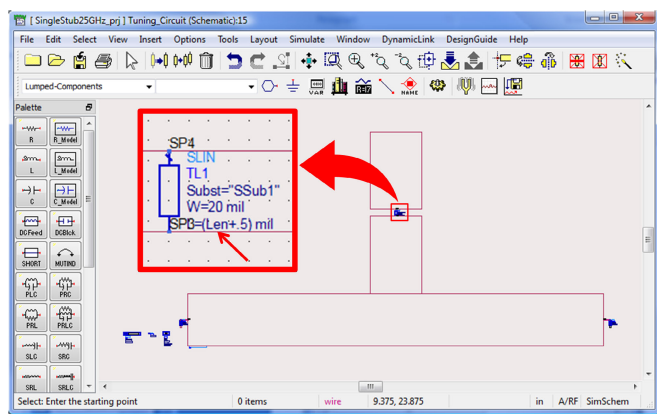 [ SingleStub25GHz_prj ] Tuning_Circuit (Schematic):15
File Edit Select View Insert Options Tools Layout Simulate Window DynamicLink DesignGuide Help
Lumped-Components
VAR
NAME
Palette
R R_Model
L L_Model
C C_Model
DCFeed DCBlck
SHORT MUTIND
PLC PRC
PRL PRLC
SLC SRC
SRL SRLC
SP4
SLIN
TL1
Subst="SSub1"
W=20 mil
SP3=(Len+.5) mil
Select: Enter the starting point 0 items wire 9.375, 23.875 in A/RF SimSchem